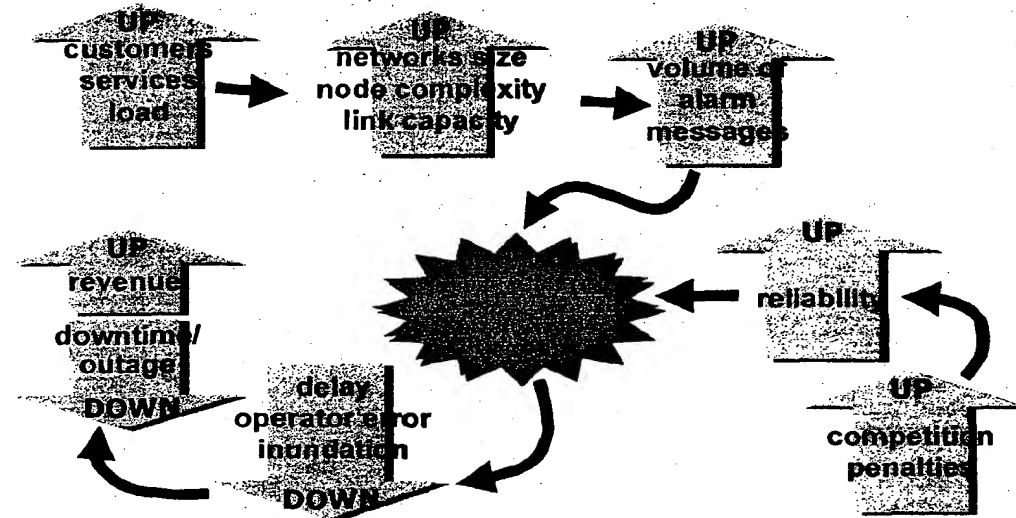 UP
customers
services
load
UP
networks size
node complexity
link capacity
UP
volume of
alarm
messages
UP
revenue
downtime/
outage
DOWN
delay
operator error
inundation
DOWN
UP
reliability
UP
competition
penalties